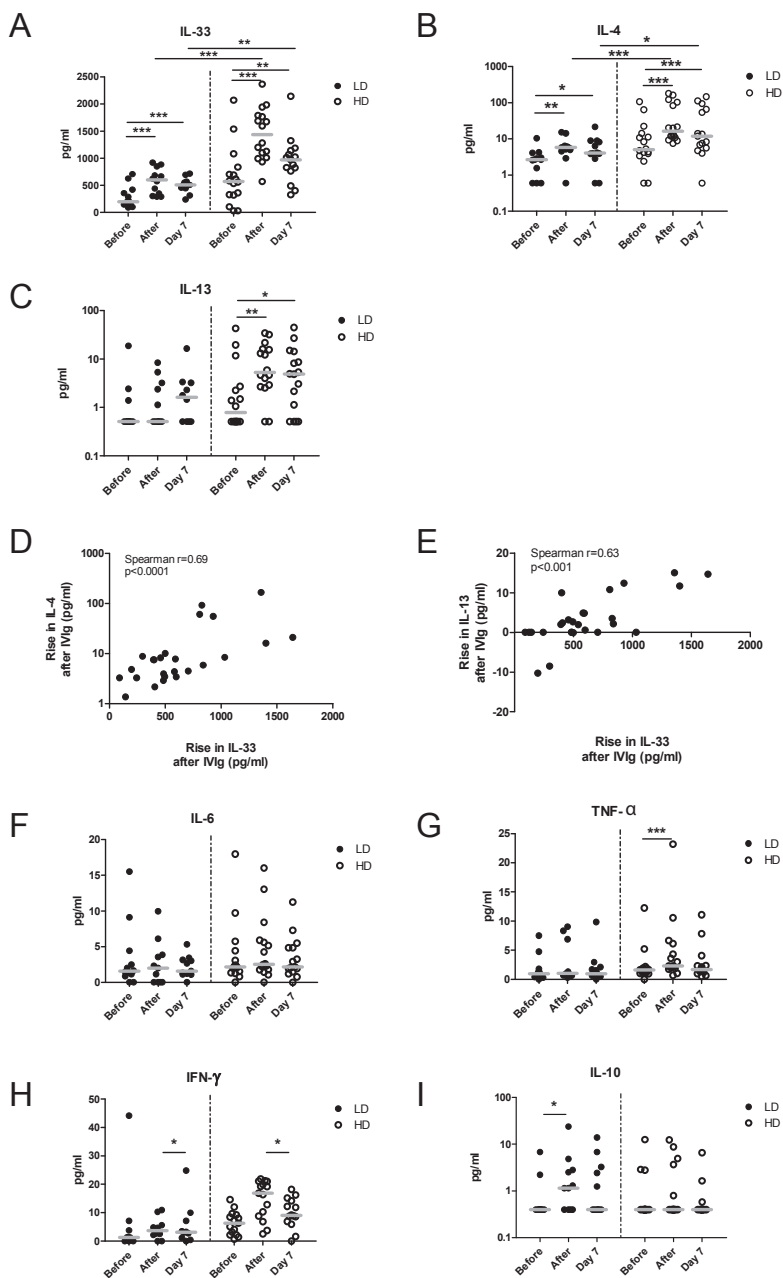 A
IL-33
**
***
***
***
**
***
2500
2000
1500
1000
500
0
pg/ml
Before
After
Day 7
Before
After
Day 7
LD
HD
B
IL-4
*
***
*
**
***
***
1000
100
10
1
0.1
pg/ml
Before
After
Day 7
Before
After
Day 7
LD
HD
C
IL-13
*
**
100
10
1
0.1
pg/ml
Before
After
Day 7
Before
After
Day 7
LD
HD
D
Spearman r=0.69
p<0.0001
1000
100
10
1
Rise in IL-4
after IVIg (pg/ml)
0
500
1000
1500
2000
Rise in IL-33
after IVIg (pg/ml)
E
Spearman r=0.63
p<0.001
20
10
0
-10
-20
Rise in IL-13
after IVIg (pg/ml)
500
1000
1500
2000
Rise in IL-33
after IVIg (pg/ml)
F
IL-6
20
15
10
5
0
pg/ml
Before
After
Day 7
Before
After
Day 7
LD
HD
G
TNF-α
***
25
20
15
10
5
0
pg/ml
Before
After
Day 7
Before
After
Day 7
LD
HD
H
IFN-γ
*
*
50
40
30
20
10
0
pg/ml
Before
After
Day 7
Before
After
Day 7
LD
HD
I
IL-10
*
100
10
1
0.1
pg/ml
Before
After
Day 7
Before
After
Day 7
LD
HD